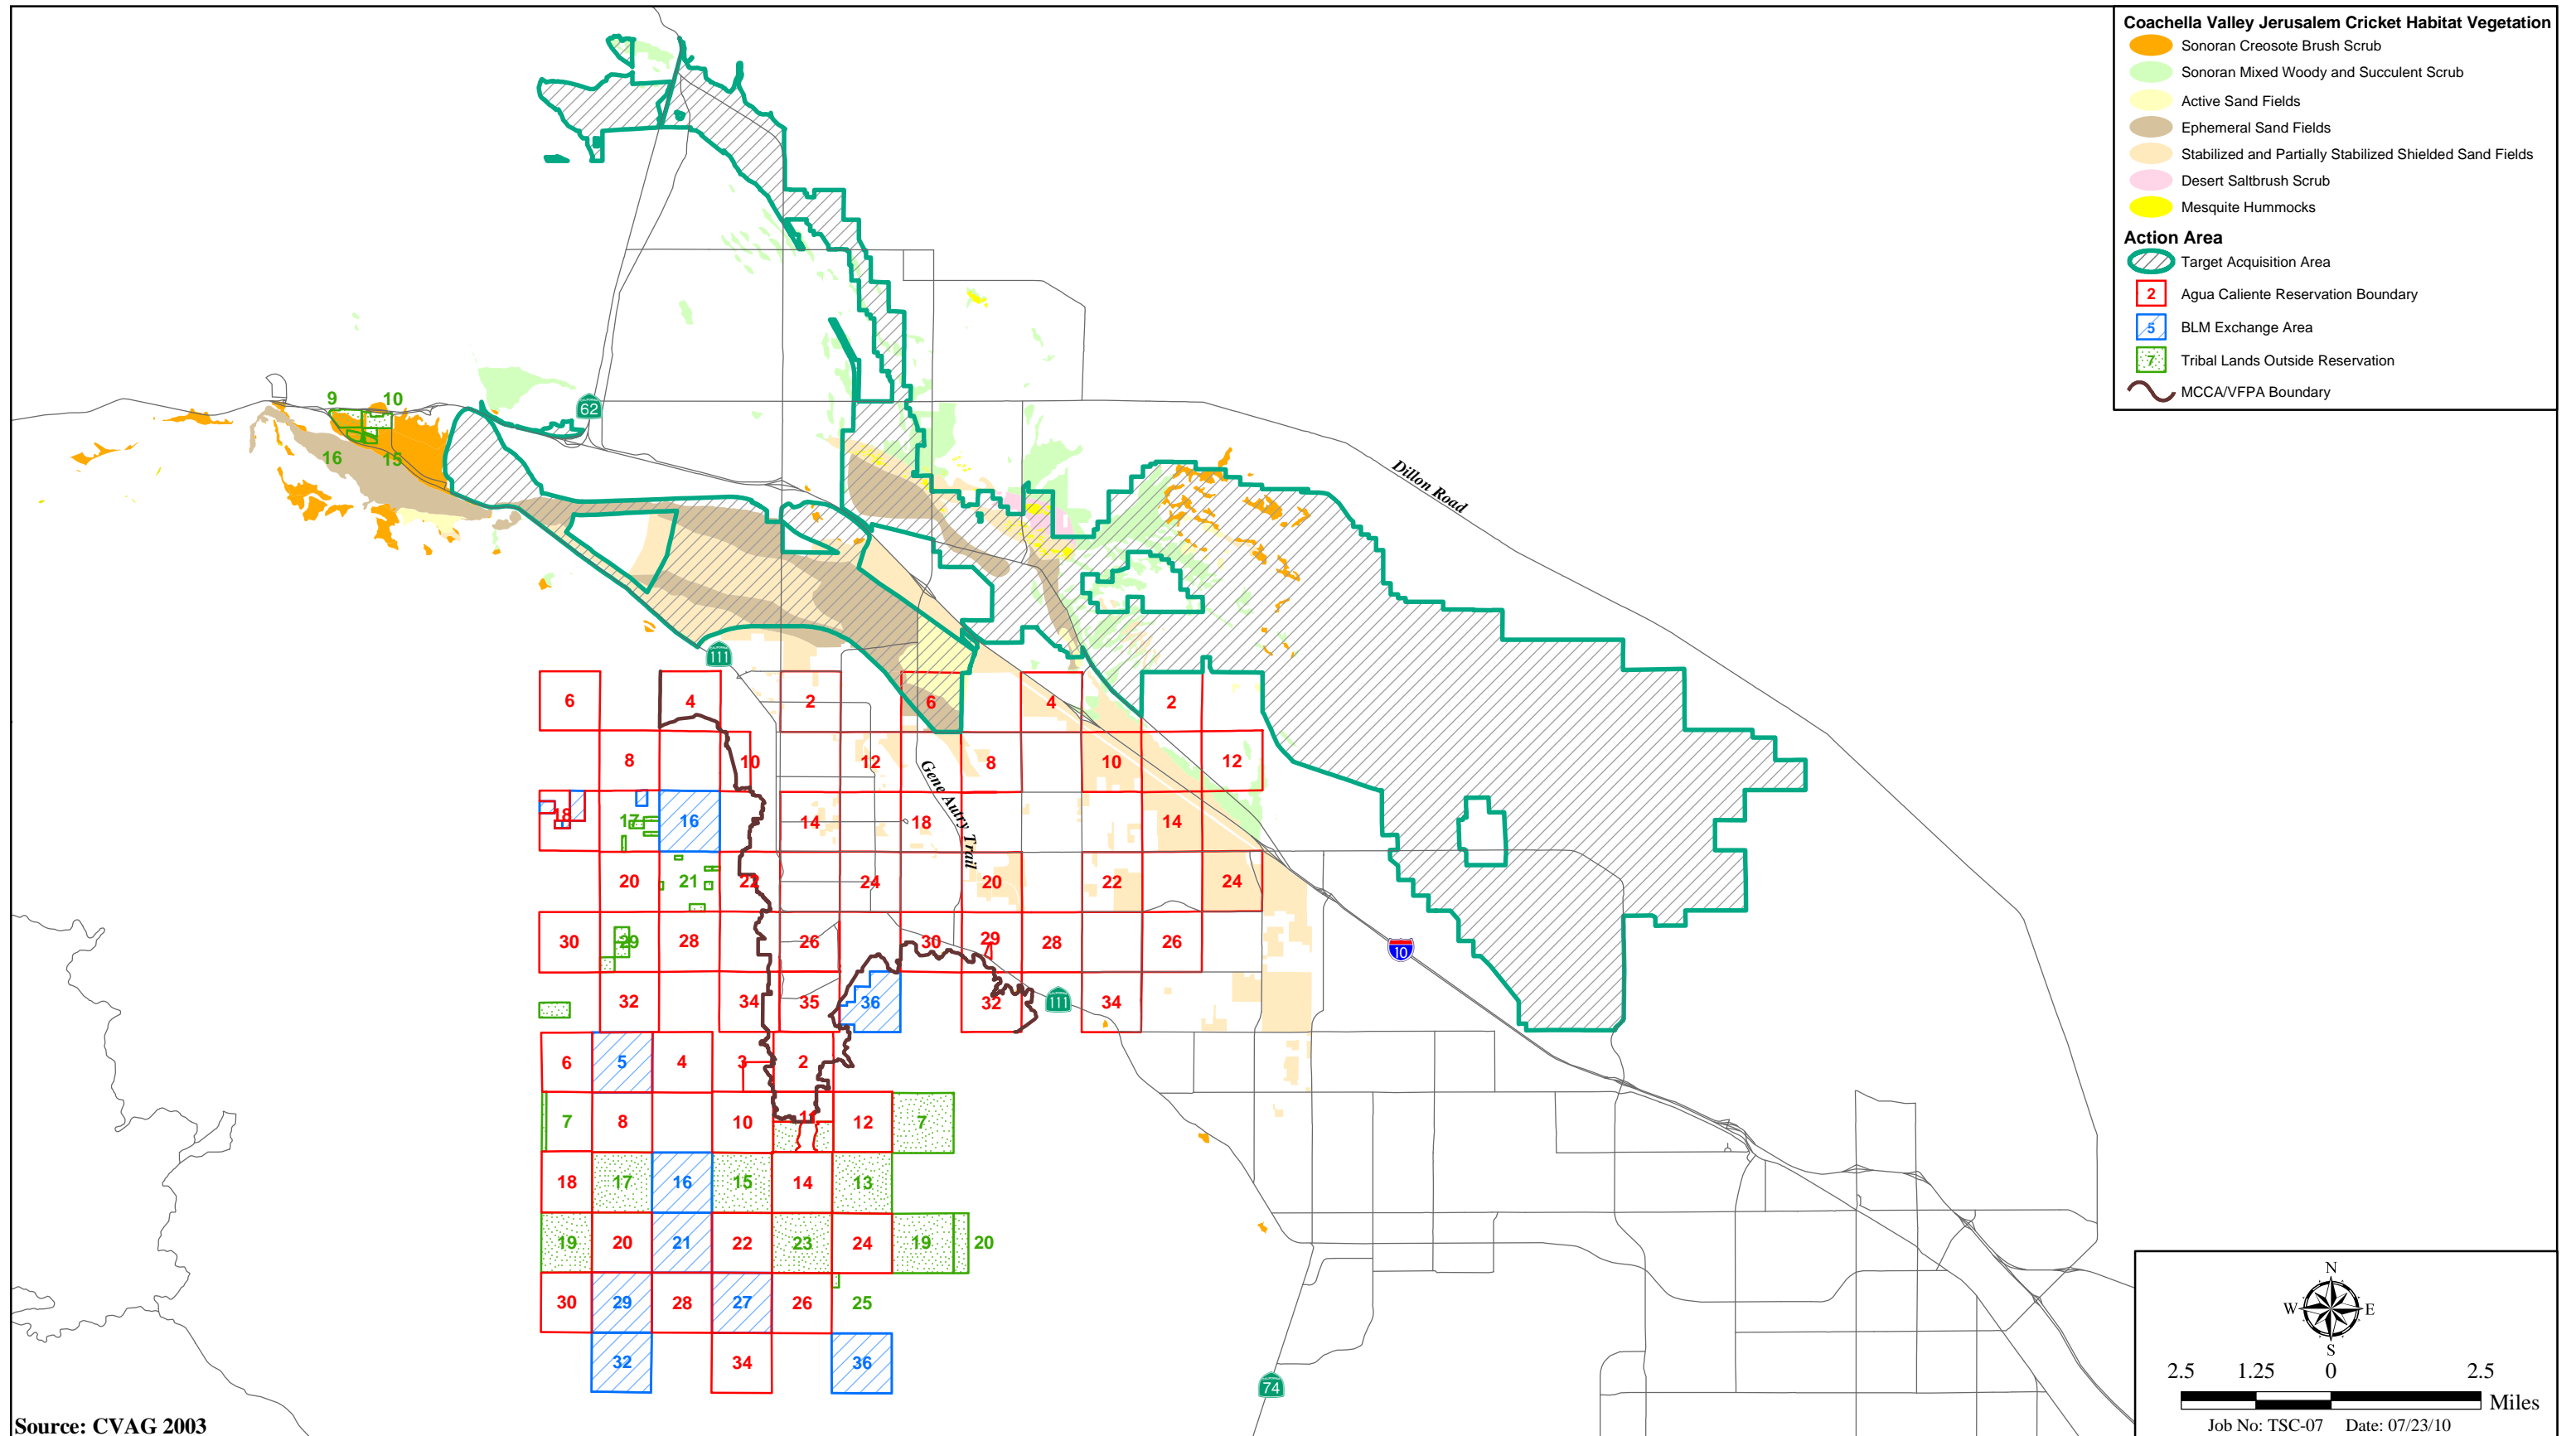 Coachella Valley Jerusalem Cricket Habitat Vegetation
Sonoran Creosote Brush Scrub
Sonoran Mixed Woody and Succulent Scrub
Active Sand Fields
Ephemeral Sand Fields
Stabilized and Partially Stabilized Shielded Sand Fields
Desert Saltbrush Scrub
Mesquite Hummocks
Action Area
Target Acquisition Area
2 Agua Caliente Reservation Boundary
5 BLM Exchange Area
7 Tribal Lands Outside Reservation
MCCA/VFPA Boundary
62
9 10
16 15
Dillon Road
111
6 4 2 6 4 2
8 10 12 8 10 12
Gene Autry Trail
18 17 16 14 18 14
20 21 22 24 20 22 24
30 29 28 26 30 29 28 26
10
32 34 35 36 32 111 34
6 5 4 3 2
7 8 10 11 12 7
18 17 16 15 14 13
19 20 21 22 23 24 19 20
30 29 28 27 26 25
32 34 36
74
N
W E
S
2.5 1.25 0 2.5
Miles
Job No: TSC-07 Date: 07/23/10
Source: CVAG 2003